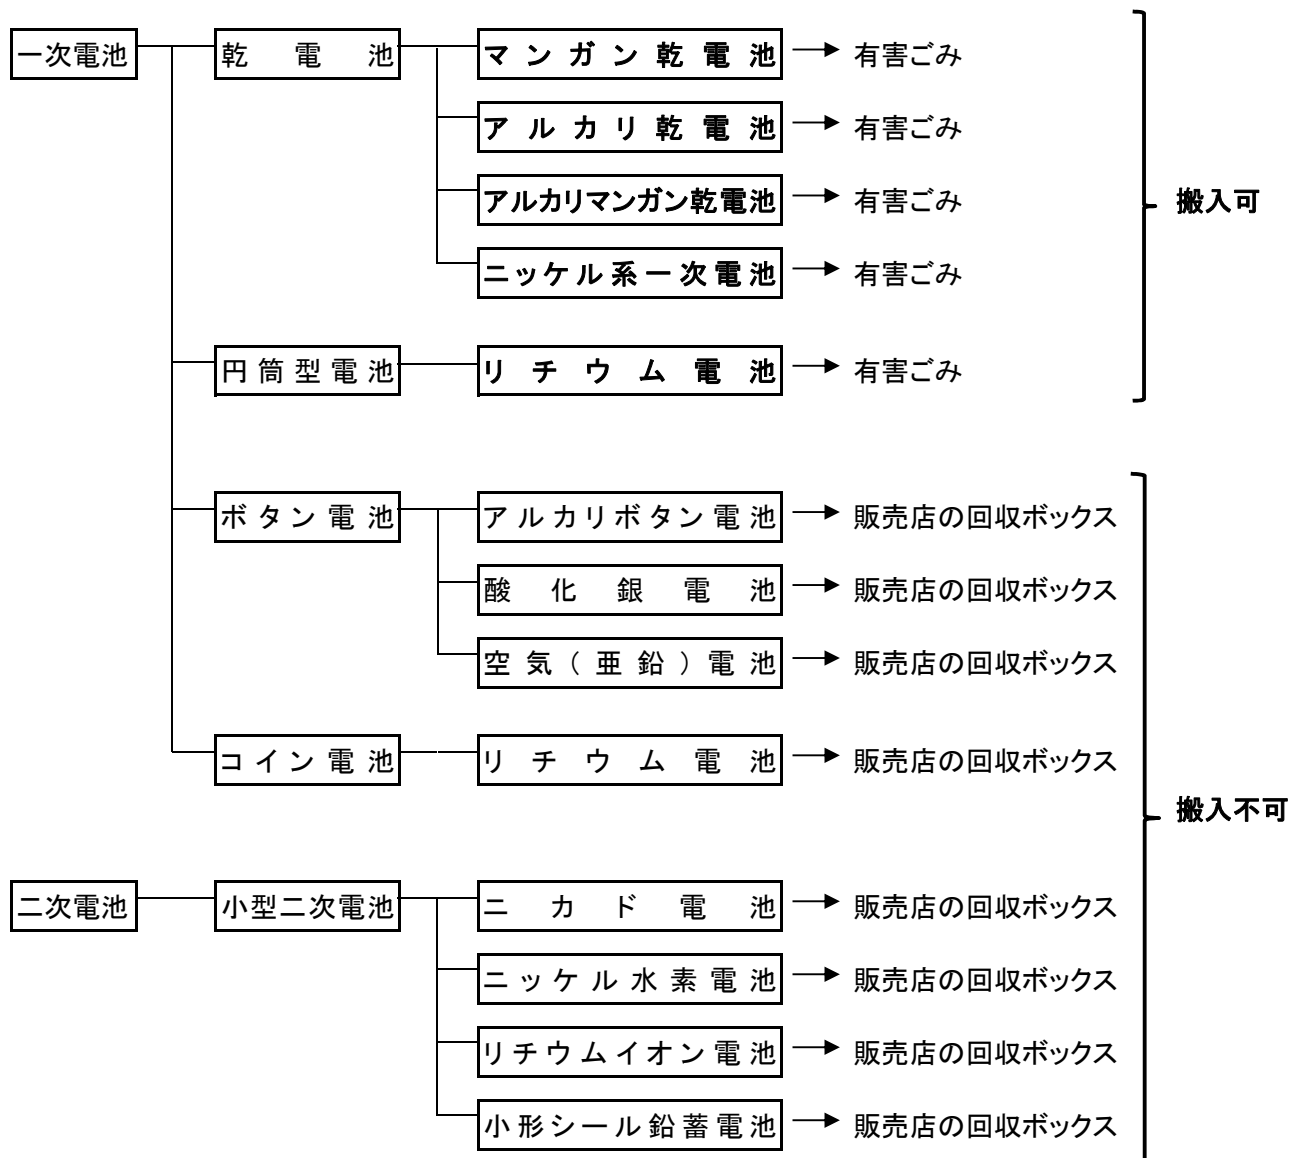 一次電池 乾電池 マンガン乾電池 有害ごみ
アルカリ乾電池 有害ごみ
アルカリマンガン乾電池 有害ごみ
搬入可
ニッケル系一次電池 有害ごみ
円筒型電池 リチウム電池 有害ごみ
ボタン電池 アルカリボタン電池 販売店の回収ボックス
酸化銀電池 販売店の回収ボックス
空気(亜鉛)電池 販売店の回収ボックス
コイン電池 リチウム電池 販売店の回収ボックス
搬入不可
二次電池 小型二次電池 ニカド電池 販売店の回収ボックス
ニッケル水素電池 販売店の回収ボックス
リチウムイオン電池 販売店の回収ボックス
小形シール鉛蓄電池 販売店の回収ボックス